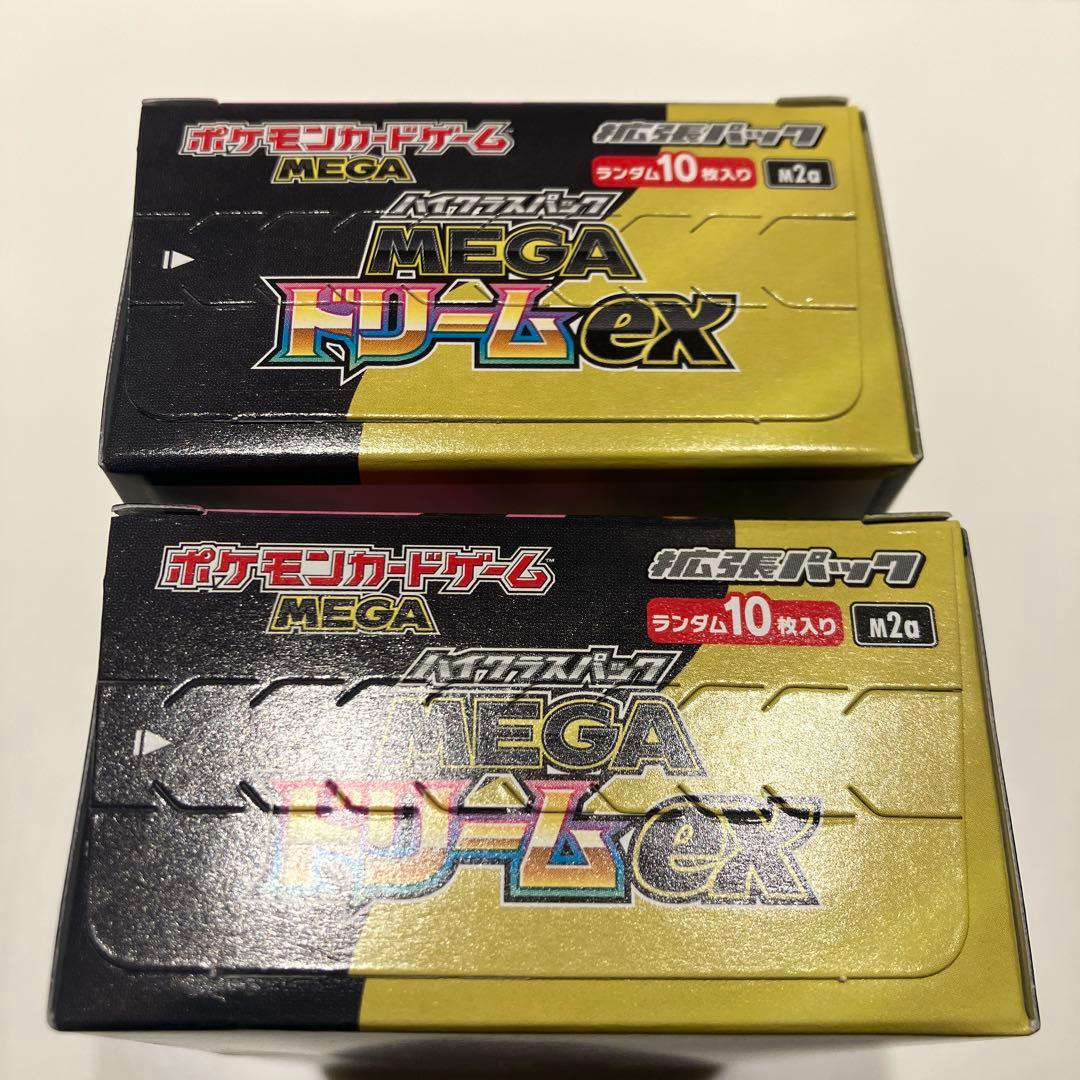 ポケモンカードゲーム™
MEGA
拡張パック
ランダム10枚入り M2a
ハイクラスパック
MEGA
ドリームex
ポケモンカードゲーム™
MEGA
拡張パック
ランダム10枚入り M2a
ハイクラスパック
MEGA
ドリームex